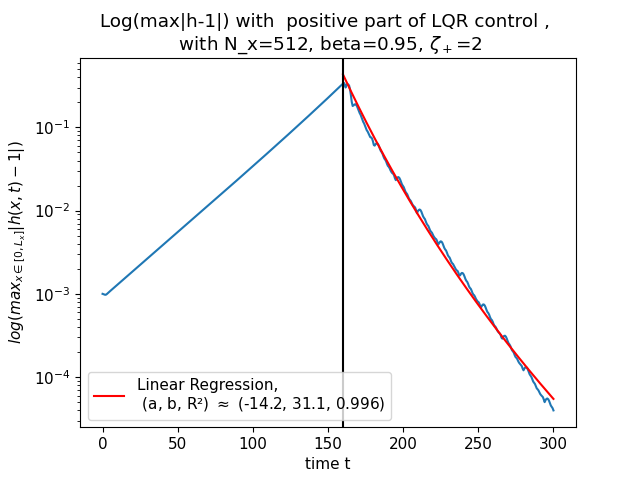 Log(max|h-1|) with  positive part of LQR control ,
with N_x=512, beta=0.95, ζ₊=2
log(max_{x∈[0,L_x]}|h(x, t) − 1|)
10⁻¹
10⁻²
10⁻³
10⁻⁴
Linear Regression,
(a, b, R²) ≈ (-14.2, 31.1, 0.996)
0 50 100 150 200 250 300
time t